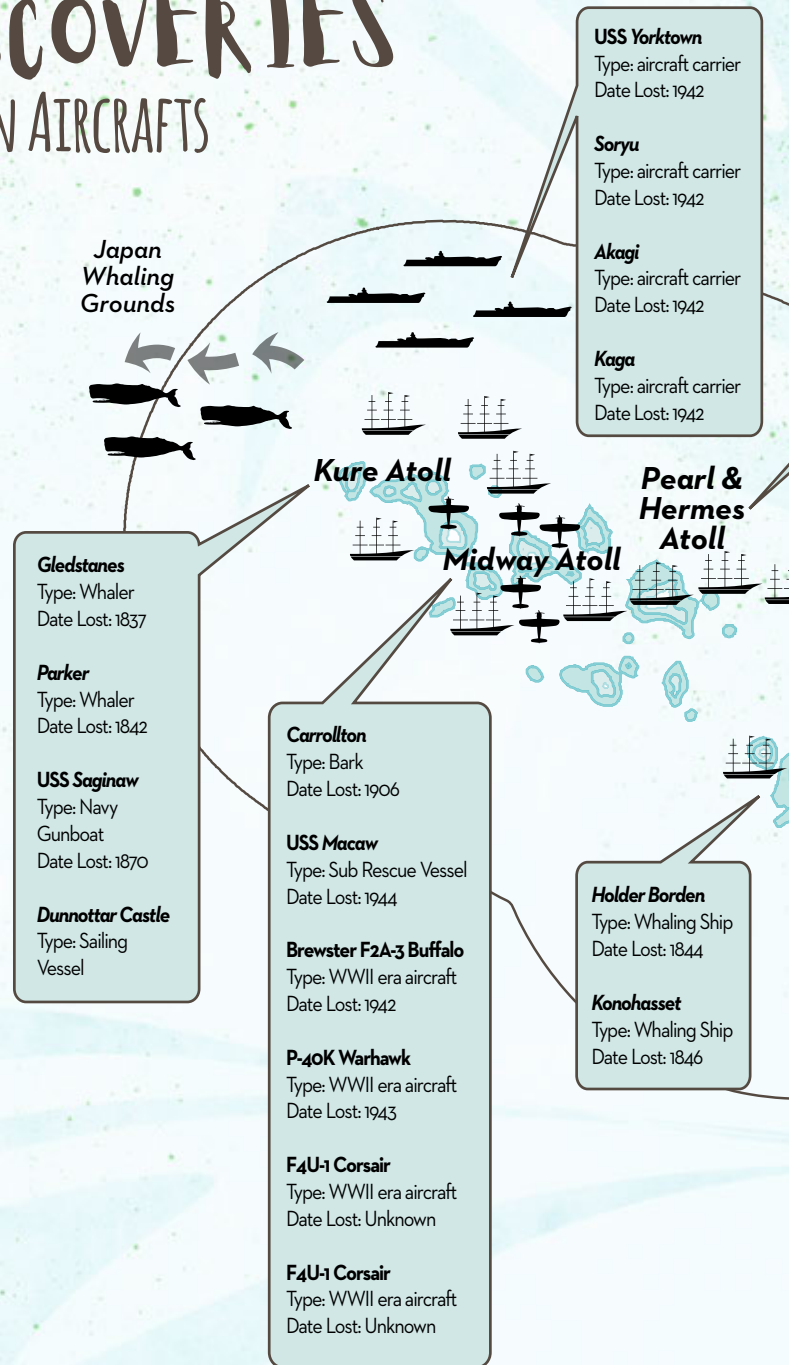 COVERIES
N AIRCRAFTS
Japan
Whaling
Grounds
USS Yorktown
Type: aircraft carrier
Date Lost: 1942
Soryu
Type: aircraft carrier
Date Lost: 1942
Akagi
Type: aircraft carrier
Date Lost: 1942
Kaga
Type: aircraft carrier
Date Lost: 1942
Kure Atoll
Pearl &
Hermes
Atoll
Midway Atoll
Gledstanes
Type: Whaler
Date Lost: 1837
Parker
Type: Whaler
Date Lost: 1842
USS Saginaw
Type: Navy
Gunboat
Date Lost: 1870
Dunnottar Castle
Type: Sailing
Vessel
Carrollton
Type: Bark
Date Lost: 1906
USS Macaw
Type: Sub Rescue Vessel
Date Lost: 1944
Brewster F2A-3 Buffalo
Type: WWII era aircraft
Date Lost: 1942
P-40K Warhawk
Type: WWII era aircraft
Date Lost: 1943
F4U-1 Corsair
Type: WWII era aircraft
Date Lost: Unknown
F4U-1 Corsair
Type: WWII era aircraft
Date Lost: Unknown
Holder Borden
Type: Whaling Ship
Date Lost: 1844
Konohasset
Type: Whaling Ship
Date Lost: 1846